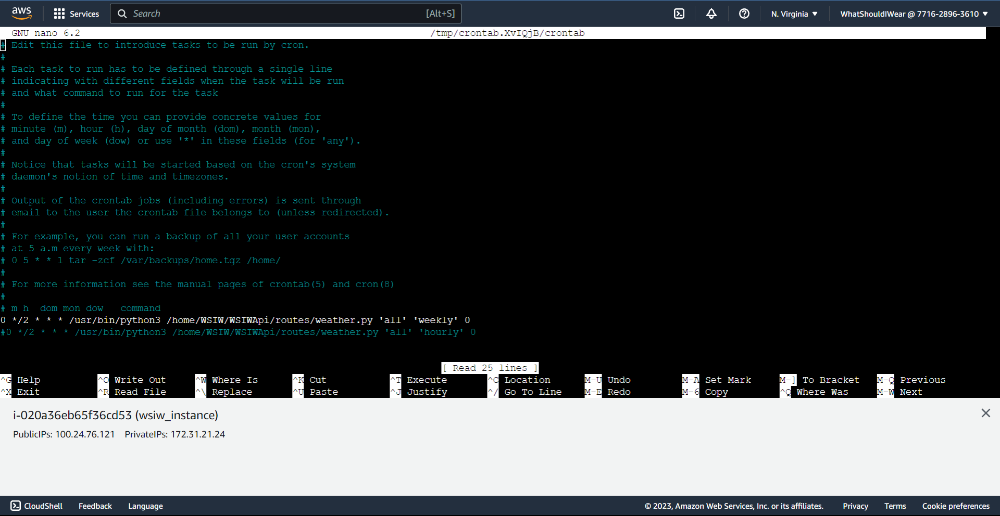 aws Services Search [Alt+S] N. Virginia WhatShouldIWear @ 7716-2896-3610
GNU nano 6.2 /tmp/crontab.XvIQjB/crontab
# Edit this file to introduce tasks to be run by cron.
#
# Each task to run has to be defined through a single line
# indicating with different fields when the task will be run
# and what command to run for the task
#
# To define the time you can provide concrete values for
# minute (m), hour (h), day of month (dom), month (mon),
# and day of week (dow) or use '*' in these fields (for 'any').
#
# Notice that tasks will be started based on the cron's system
# daemon's notion of time and timezones.
#
# Output of the crontab jobs (including errors) is sent through
# email to the user the crontab file belongs to (unless redirected).
#
# For example, you can run a backup of all your user accounts
# at 5 a.m every week with:
# 0 5 * * 1 tar -zcf /var/backups/home.tgz /home/
#
# For more information see the manual pages of crontab(5) and cron(8)
#
# m h  dom mon dow   command
0 */2 * * * /usr/bin/python3 /home/WSIW/WSIWApi/routes/weather.py 'all' 'weekly' 0
#0 */2 * * * /usr/bin/python3 /home/WSIW/WSIWApi/routes/weather.py 'all' 'hourly' 0
[ Read 25 lines ]
^G Help ^O Write Out ^W Where Is ^K Cut ^T Execute ^C Location M-U Undo M-A Set Mark M-] To Bracket M-Q Previous
^X Exit ^R Read File ^\ Replace ^U Paste ^J Justify ^/ Go To Line M-E Redo M-6 Copy ^Q Where Was M-W Next
i-020a36eb65f36cd53 (wsiw_instance)
PublicIPs: 100.24.76.121 PrivateIPs: 172.31.21.24
CloudShell Feedback Language © 2023, Amazon Web Services, Inc. or its affiliates. Privacy Terms Cookie preferences